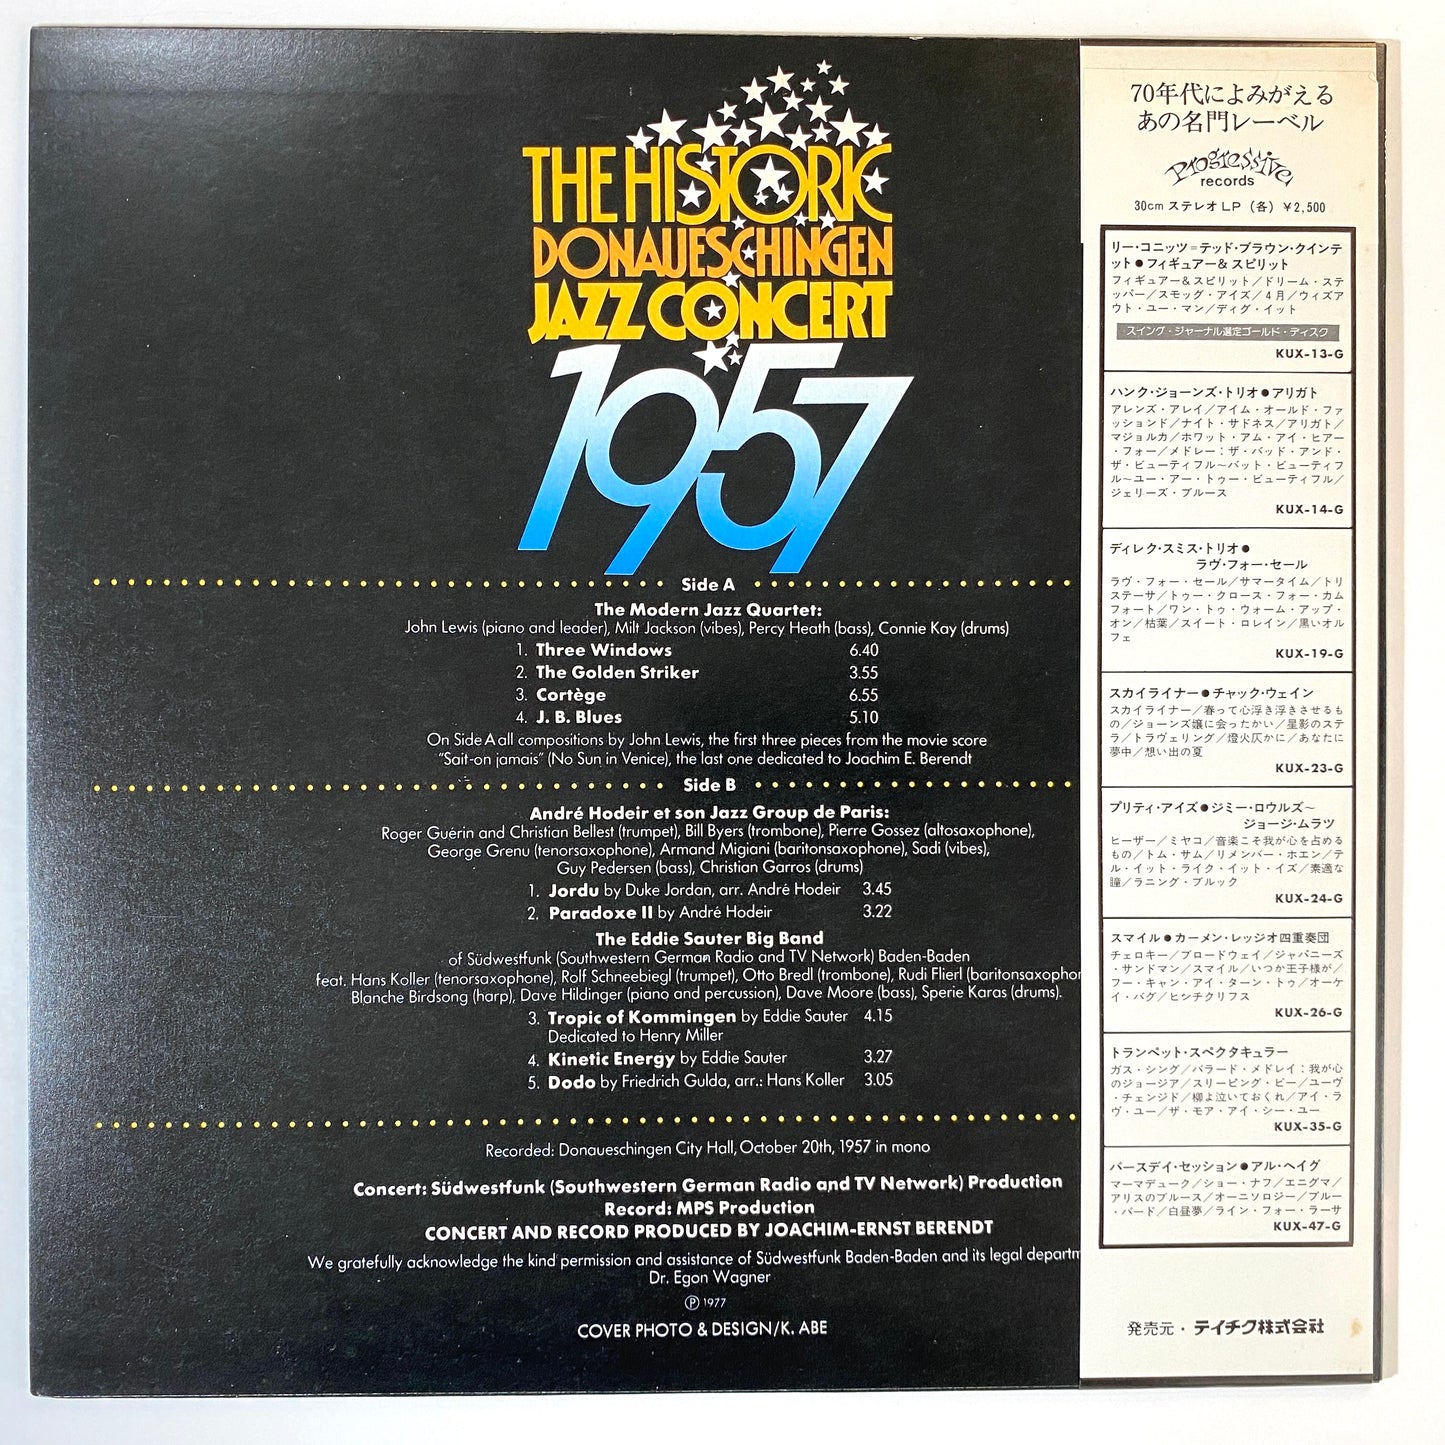 THE HISTORIC
DONAUESCHINGEN
JAZZ CONCERT
1957
Side A
The Modern Jazz Quartet:
John Lewis (piano and leader), Milt Jackson (vibes), Percy Heath (bass), Connie Kay (drums)
1. Three Windows 6.40
2. The Golden Striker 3.55
3. Cortège 6.55
4. J. B. Blues 5.10
On Side A all compositions by John Lewis, the first three pieces from the movie score
"Sait-on jamais" (No Sun in Venice), the last one dedicated to Joachim E. Berendt
Side B
André Hodeir et son Jazz Group de Paris:
Roger Guérin and Christian Bellest (trumpet), Bill Byers (trombone), Pierre Gossez (altosaxophone),
George Grenu (tenorsaxophone), Armand Migiani (baritonsaxophone), Sadi (vibes),
Guy Pedersen (bass), Christian Garros (drums)
1. Jordu by Duke Jordan, arr. André Hodeir 3.45
2. Paradoxe II by André Hodeir 3.22
The Eddie Sauter Big Band
of Südwestfunk (Southwestern German Radio and TV Network) Baden-Baden
feat. Hans Koller (tenorsaxophone), Rolf Schneebiegl (trumpet), Otto Bredl (trombone), Rudi Flierl (baritonsaxophon
Blanche Birdsong (harp), Dave Hildinger (piano and percussion), Dave Moore (bass), Sperie Karas (drums).
3. Tropic of Kommingen by Eddie Sauter 4.15
Dedicated to Henry Miller
4. Kinetic Energy by Eddie Sauter 3.27
5. Dodo by Friedrich Gulda, arr.: Hans Koller 3.05
Recorded: Donaueschingen City Hall, October 20th, 1957 in mono
Concert: Südwestfunk (Southwestern German Radio and TV Network) Production
Record: MPS Production
CONCERT AND RECORD PRODUCED BY JOACHIM-ERNST BERENDT
We gratefully acknowledge the kind permission and assistance of Südwestfunk Baden-Baden and its legal departm
Dr. Egon Wagner
Ⓟ 1977
COVER PHOTO & DESIGN/K. ABE
70年代によみがえる
あの名門レーベル
Progressive
records
30cm ステレオ LP (各) ¥2,500
リー・コニッツ=テッド・ブラウン・クインテ
ット●フィギュアー&スピリット
フィギュアー&スピリット/ドリーム・ステ
ッパー/スモッグ・アイズ/4月/ウィズア
ウト・ユー・マン/ディグ・イット
スイング・ジャーナル選定ゴールド・ディスク
KUX-13-G
ハンク・ジョーンズ・トリオ●アリガト
アレンズ・アレイ/アイム・オールド・ファ
ッションド/ナイト・サドネス/アリガト/
マジョルカ/ホワット・アム・アイ・ヒアー
・フォー/メドレー:ザ・バッド・アンド・
ザ・ビューティフル~バット・ビューティフ
ル~ユー・アー・トゥー・ビューティフル/
ジェリーズ・ブルース
KUX-14-G
ディレク・スミス・トリオ●
ラヴ・フォー・セール
ラヴ・フォー・セール/サマータイム/トリ
ステーサ/トゥー・クロース・フォー・カム
フォート/ワン・トゥ・ウォーム・アップ・
オン/枯葉/スイート・ロレイン/黒いオル
フェ
KUX-19-G
スカイライナー●チャック・ウェイン
スカイライナー/春って心浮き浮きさせるも
の/ジョーンズ嬢に会ったかい/星影のステ
ラ/トラヴェリング/燈火仄かに/あなたに
夢中/想い出の夏
KUX-23-G
プリティ・アイズ●ジミー・ロウルズ~
ジョージ・ムラツ
ヒーザー/ミヤコ/音楽こそ我が心を占める
もの/トム・サム/リメンバー・ホエン/テ
ル・イット・ライク・イット・イズ/素適な
瞳/ラニング・ブルック
KUX-24-G
スマイル●カーメン・レッジオ四重奏団
チェロキー/ブロードウェイ/ジャパニーズ
・サンドマン/スマイル/いつか王子様が/
フー・キャン・アイ・ターン・トゥ/オーケ
イ・バグ/ヒンチクリフス
KUX-26-G
トランペット・スペクタキュラー
ガス・シング/バラード・メドレイ:我が心
のジョージア/スリーピング・ビー/ユーヴ
・チェンジド/柳よ泣いておくれ/アイ・ラ
ヴ・ユー/ザ・モア・アイ・シー・ユー
KUX-35-G
バースデイ・セッション●アル・ヘイグ
マーマデューク/ショー・ナフ/エニグマ/
アリスのブルース/オーニソロジー/ブルー
・バード/白昼夢/ライン・フォー・ラーサ
KUX-47-G
発売元・テイチク株式会社